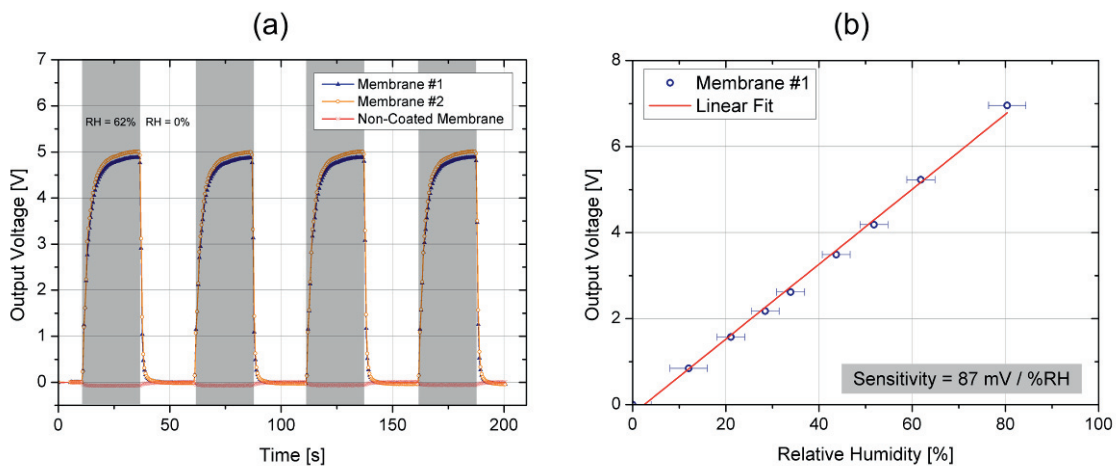 (a)
Output Voltage [V]
7
6
5
4
3
2
1
0
Membrane #1
Membrane #2
Non-Coated Membrane
RH = 62%
RH = 0%
0
50
100
150
200
Time [s]
(b)
Output Voltage [V]
8
6
4
2
0
Membrane #1
Linear Fit
Sensitivity = 87 mV / %RH
0
20
40
60
80
100
Relative Humidity [%]